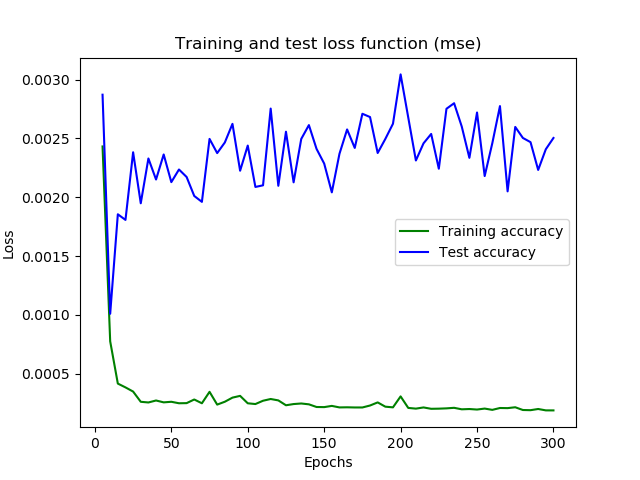 Training and test loss function (mse)
0.0030
0.0025
0.0020
0.0015
0.0010
0.0005
Loss
Training accuracy
Test accuracy
0 50 100 150 200 250 300
Epochs